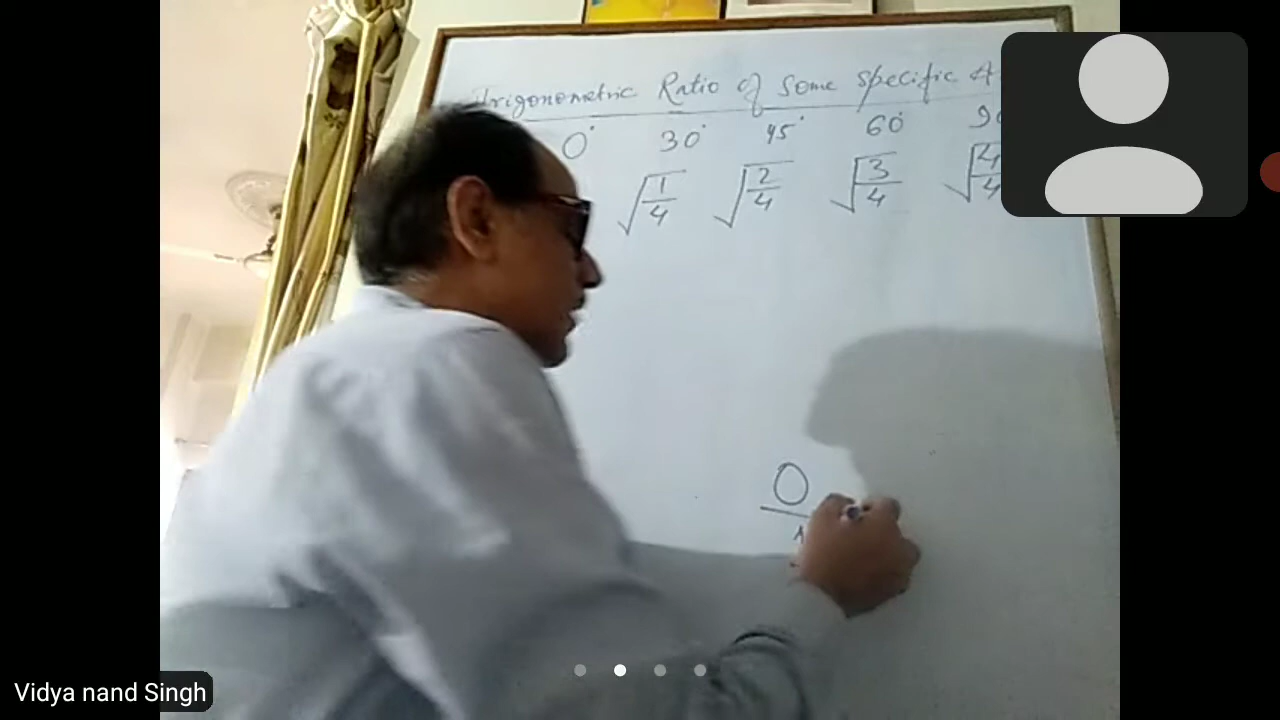 Trigonometric Ratio of Some Specific A
0° 30° 45° 60° 90
√1/4 √2/4 √3/4 √4/4
0
Vidya nand Singh